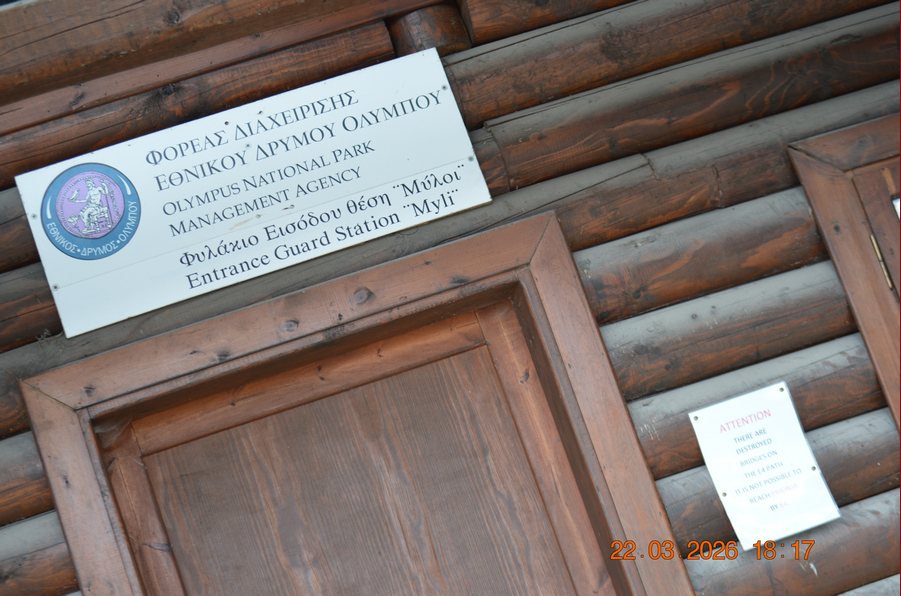 ΦΟΡΕΑΣ ΔΙΑΧΕΙΡΙΣΗΣ
ΕΘΝΙΚΟΥ ΔΡΥΜΟΥ ΟΛΥΜΠΟΥ
OLYMPUS NATIONAL PARK
MANAGEMENT AGENCY
Φυλάκιο Εισόδου θέση ¨Μύλοι¨
Entrance Guard Station ¨Myli¨
ΕΘΝΙΚΟΣ•ΔΡΥΜΟΣ•ΟΛΥΜΠΟΥ
ATTENTION
THERE ARE
DESTROYED
BRIDGES ON
THE E4 PATH
IT IS NOT POSSIBLE TO
REACH
BY
22.03.2026 18:17